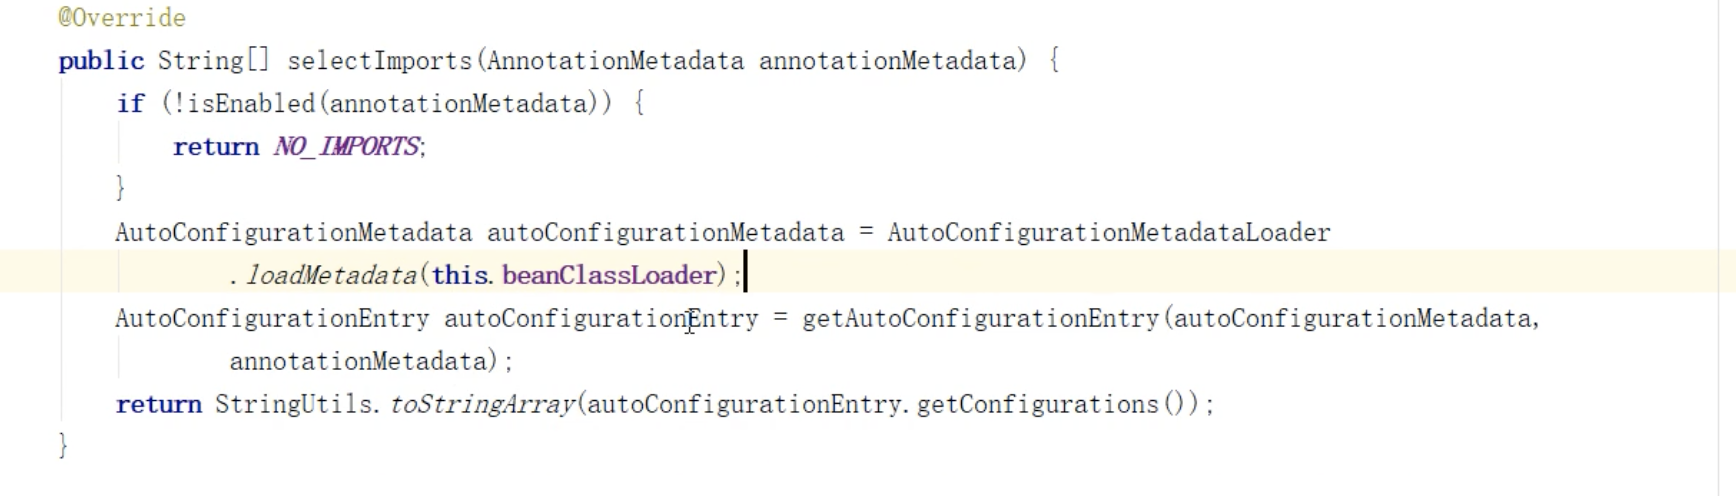 @Override
public String[] selectImports(AnnotationMetadata annotationMetadata) {
if (!isEnabled(annotationMetadata)) {
return NO_IMPORTS;
}
AutoConfigurationMetadata autoConfigurationMetadata = AutoConfigurationMetadataLoader
.loadMetadata(this.beanClassLoader);
AutoConfigurationEntry autoConfigurationEntry = getAutoConfigurationEntry(autoConfigurationMetadata,
annotationMetadata);
return StringUtils.toStringArray(autoConfigurationEntry.getConfigurations());
}